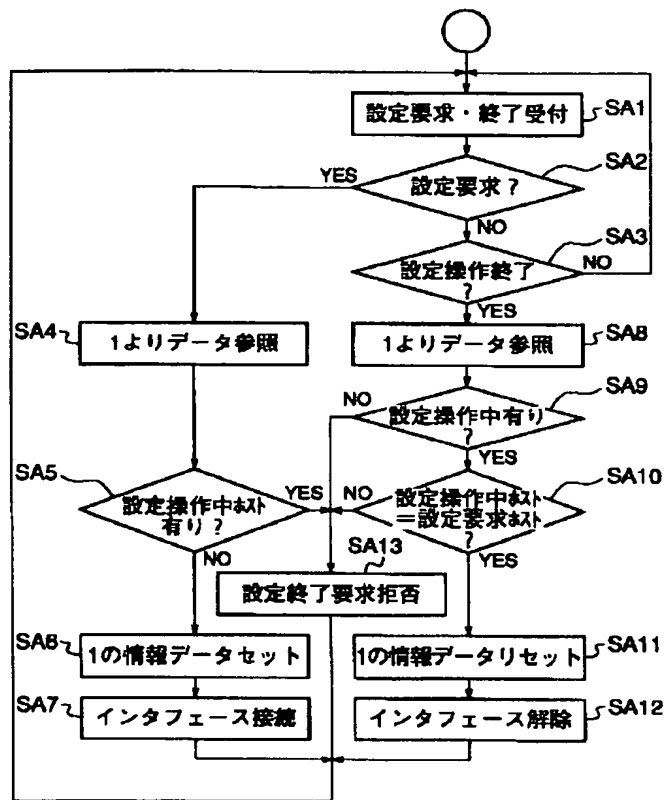 設定要求・終了受付
SA1
設定要求?
SA2
YES
NO
設定操作終了
?
SA3
NO
YES
SA4
1よりデータ参照
1よりデータ参照
SA8
設定操作中有り
?
SA9
NO
YES
SA5
設定操作中ホスト
有り?
YES
NO
設定操作中ホスト
=設定要求ホスト
?
SA10
NO
YES
SA13
設定終了要求拒否
SA6
1の情報データセット
1の情報データリセット
SA11
SA7
インタフェース接続
インタフェース解除
SA12